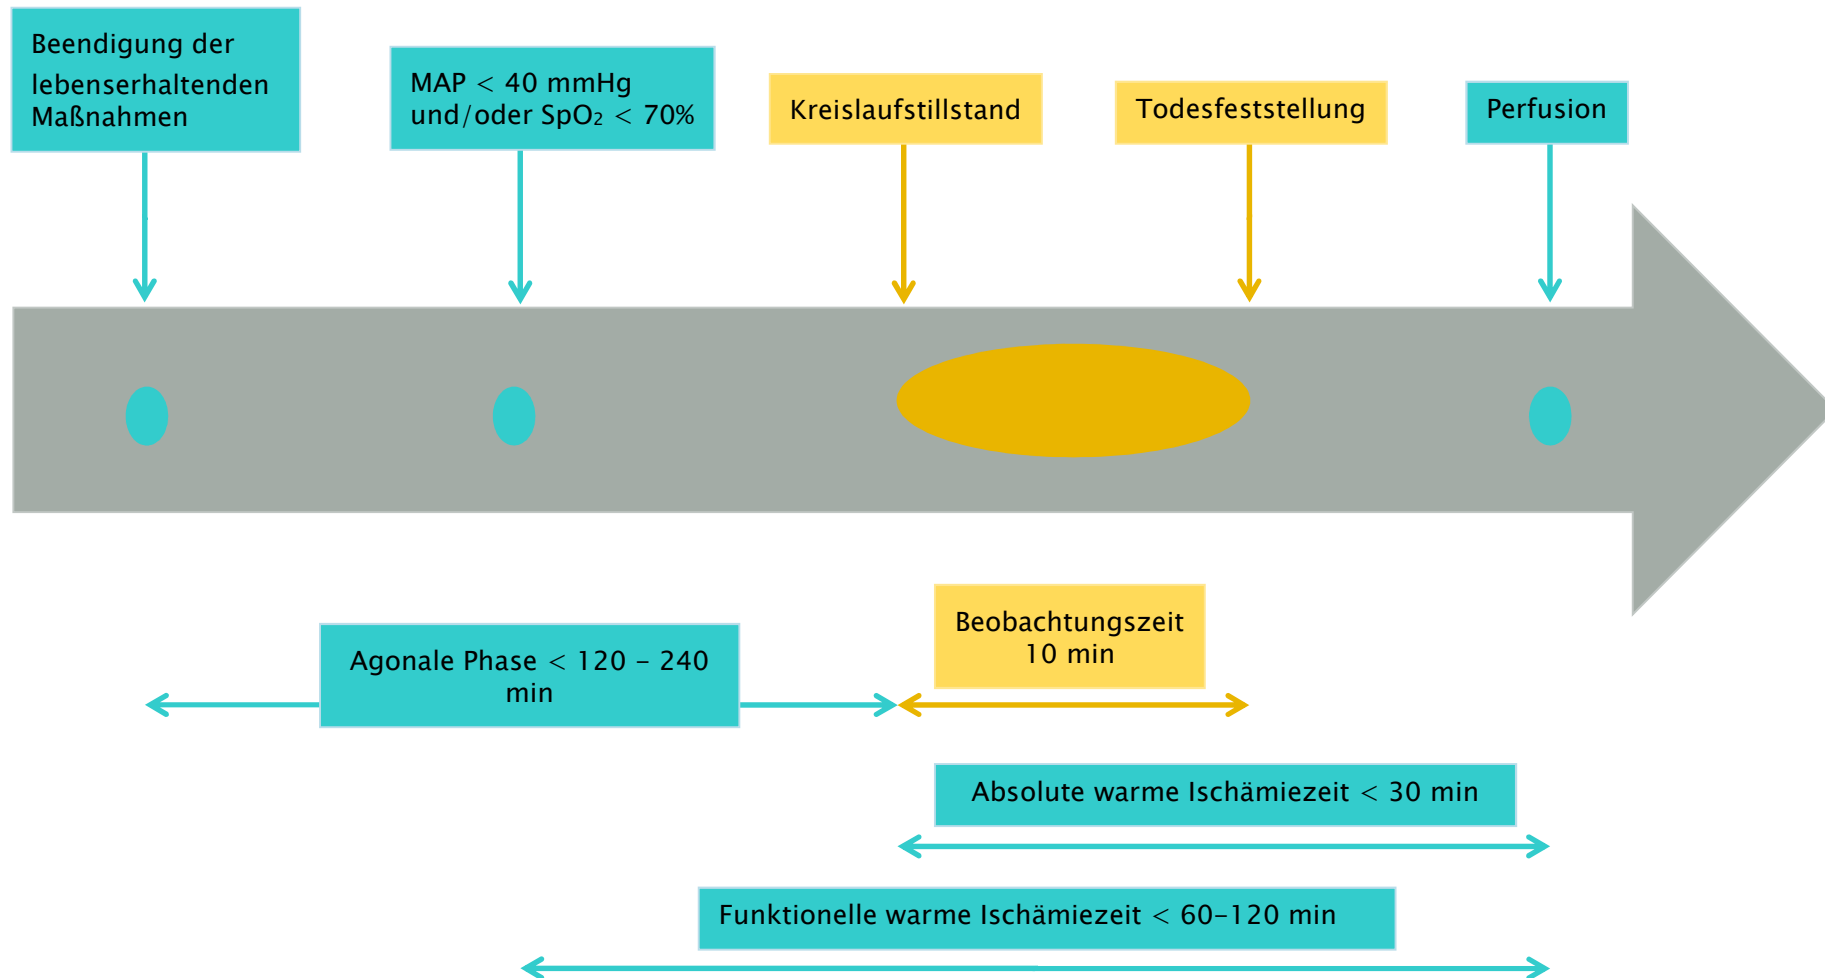 Beendigung der
lebenserhaltenden
Maßnahmen
MAP < 40 mmHg
und/oder SpO₂ < 70%
Kreislaufstillstand
Todesfeststellung
Perfusion
Agonale Phase < 120 – 240
min
Beobachtungszeit
10 min
Absolute warme Ischämiezeit < 30 min
Funktionelle warme Ischämiezeit < 60–120 min